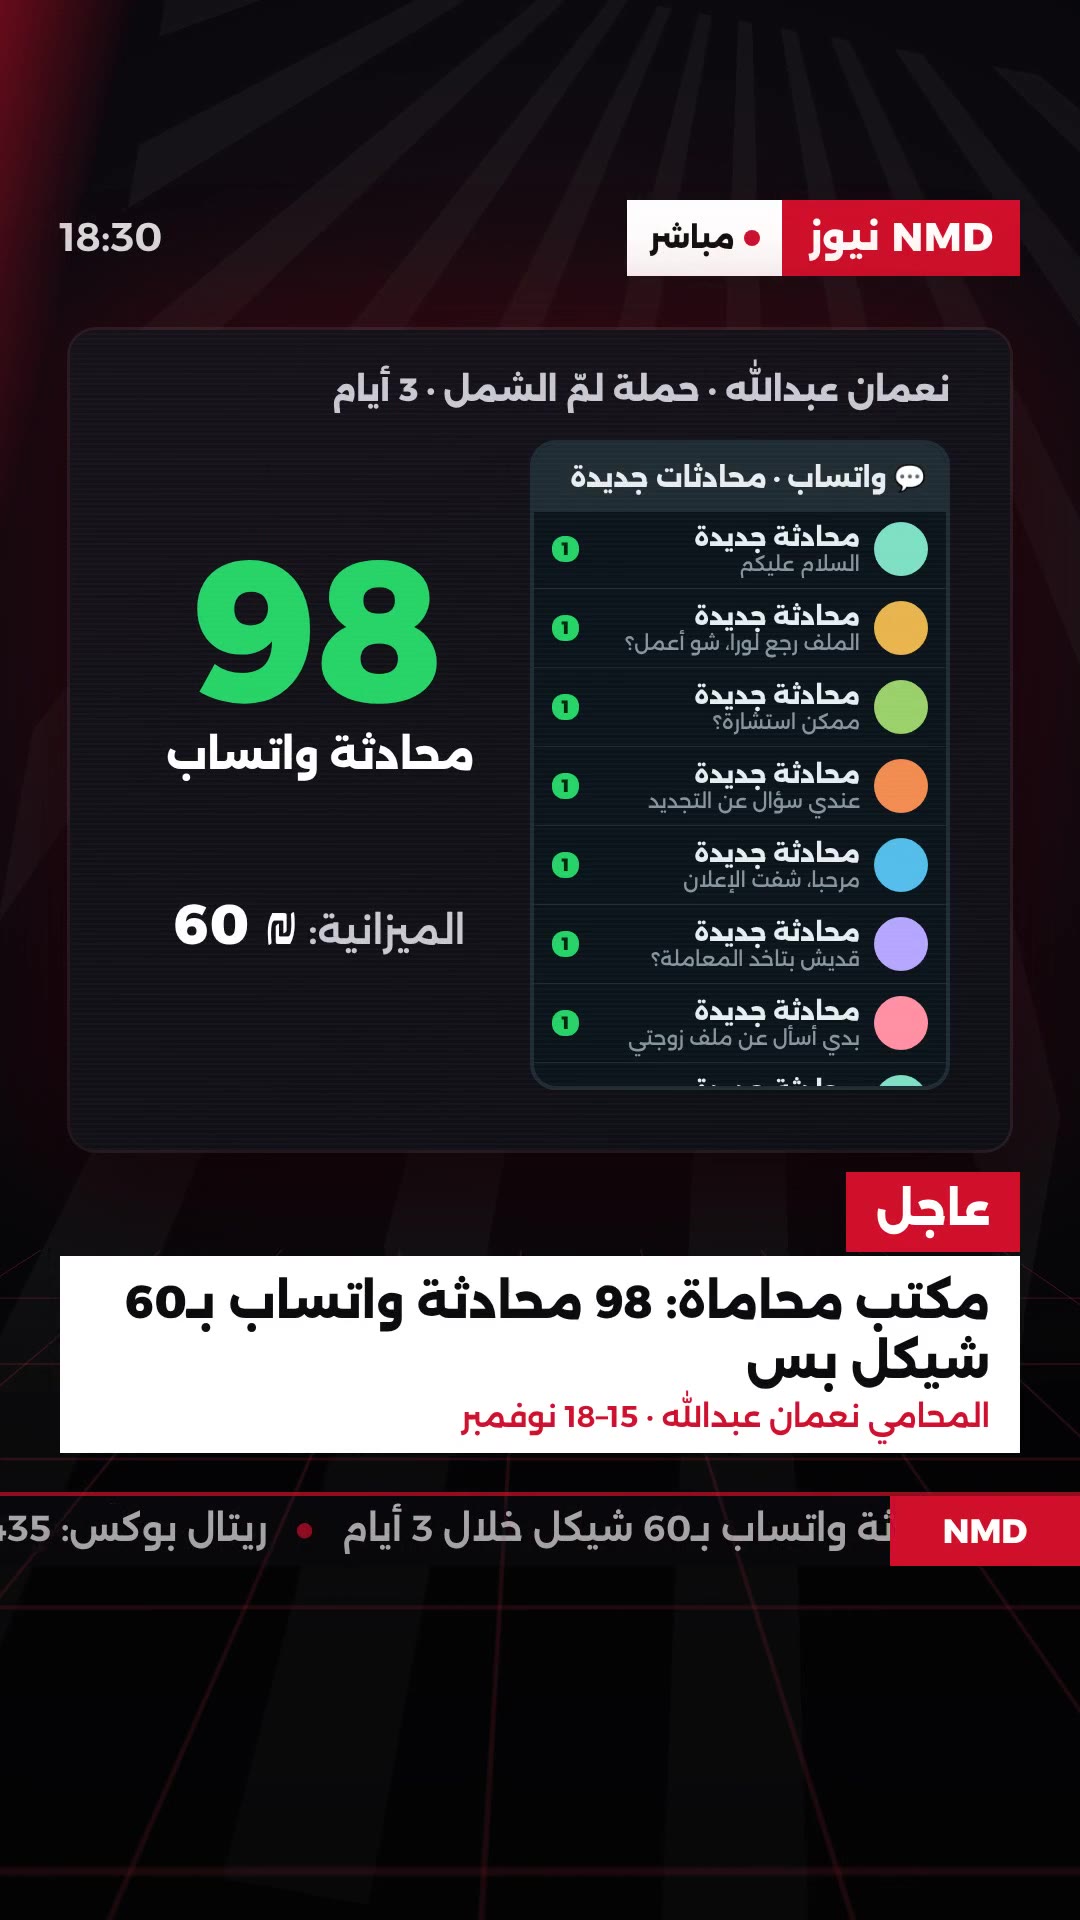 NMD نيوز
مباشر
18:30
نعمان عبدالله · حملة لمّ الشمل · 3 أيام
واتساب · محادثات جديدة
محادثة جديدة
السلام عليكم
1
محادثة جديدة
الملف رجع لورا، شو أعمل؟
1
محادثة جديدة
ممكن استشارة؟
1
محادثة جديدة
عندي سؤال عن التجديد
1
محادثة جديدة
مرحبا، شفت الإعلان
1
محادثة جديدة
قديش بتاخد المعاملة؟
1
محادثة جديدة
بدي أسأل عن ملف زوجتي
1
98
محادثة واتساب
الميزانية: ₪ 60
عاجل
مكتب محاماة: 98 محادثة واتساب بـ60
شيكل بس
المحامي نعمان عبدالله · 15–18 نوفمبر
NMD
واتساب بـ60 شيكل خلال 3 أيام • ريتال بوكس: